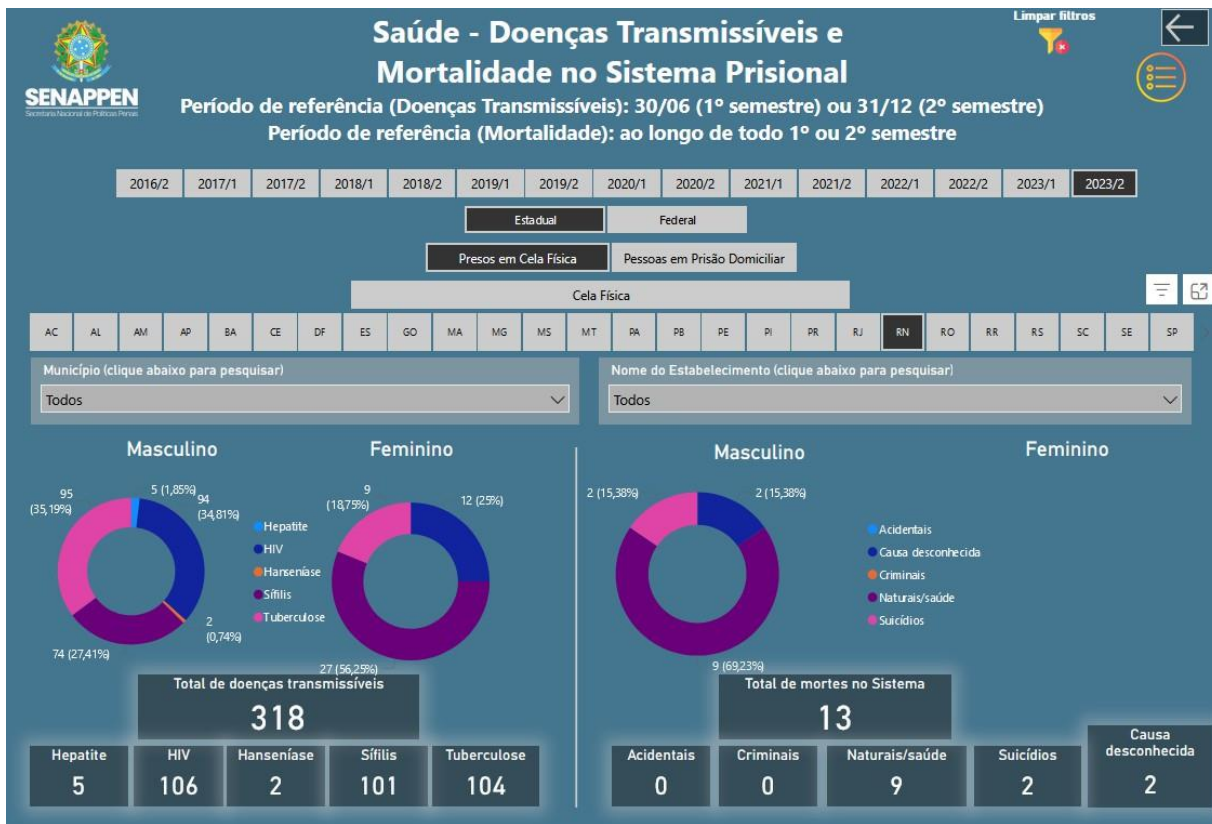 Limpar filtros
Saúde - Doenças Transmissíveis e
Mortalidade no Sistema Prisional
SENAPPEN
Secretaria Nacional de Políticas Penais
Período de referência (Doenças Transmissíveis): 30/06 (1º semestre) ou 31/12 (2º semestre)
Período de referência (Mortalidade): ao longo de todo 1º ou 2º semestre
2016/2 2017/1 2017/2 2018/1 2018/2 2019/1 2019/2 2020/1 2020/2 2021/1 2021/2 2022/1 2022/2 2023/1 2023/2
Estadual Federal
Presos em Cela Física Pessoas em Prisão Domiciliar
Cela Física
AC AL AM AP BA CE DF ES GO MA MG MS MT PA PB PE PI PR RJ RN RO RR RS SC SE SP
Município (clique abaixo para pesquisar)
Todos
Nome do Estabelecimento (clique abaixo para pesquisar)
Todos
Masculino
95
(35,19%)
5 (1,85%)
94
(34,81%)
2
(0,74%)
74 (27,41%)
Hepatite
HIV
Hanseníase
Sífilis
Tuberculose
Feminino
9
(18,75%)
12 (25%)
27 (56,25%)
Total de doenças transmissíveis
318
Hepatite
5
HIV
106
Hanseníase
2
Sífilis
101
Tuberculose
104
Masculino
2 (15,38%)
2 (15,38%)
9 (69,23%)
Feminino
Acidentais
Causa desconhecida
Criminais
Naturais/saúde
Suicídios
Total de mortes no Sistema
13
Acidentais
0
Criminais
0
Naturais/saúde
9
Suicídios
2
Causa
desconhecida
2